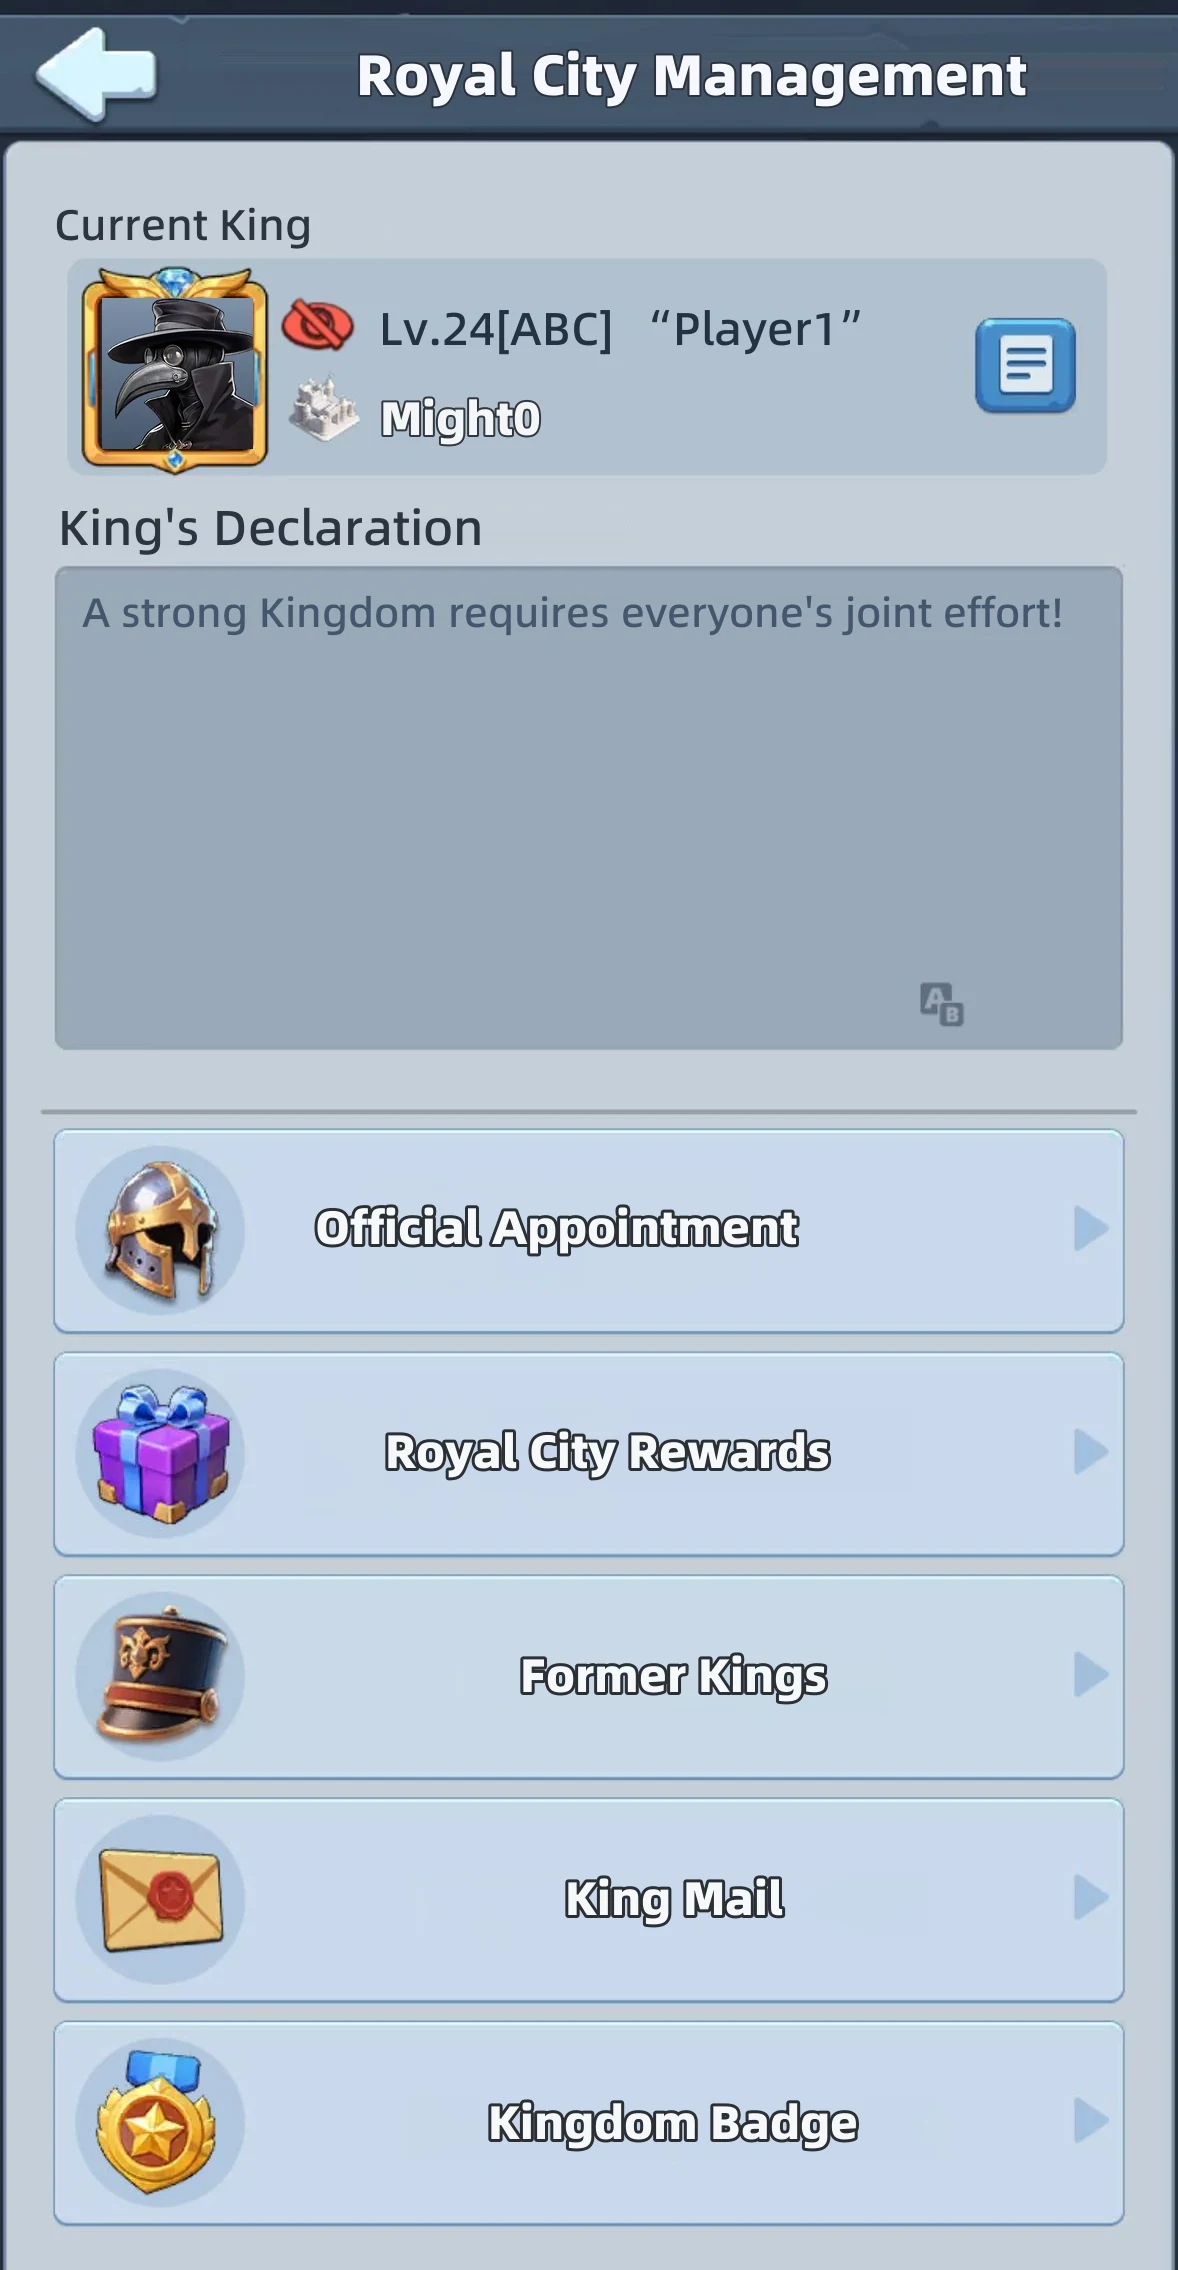 Royal City Management
Current King
Lv.24[ABC] “Player1”
Might0
King's Declaration
A strong Kingdom requires everyone's joint effort!
A B
Official Appointment
Royal City Rewards
Former Kings
King Mail
Kingdom Badge